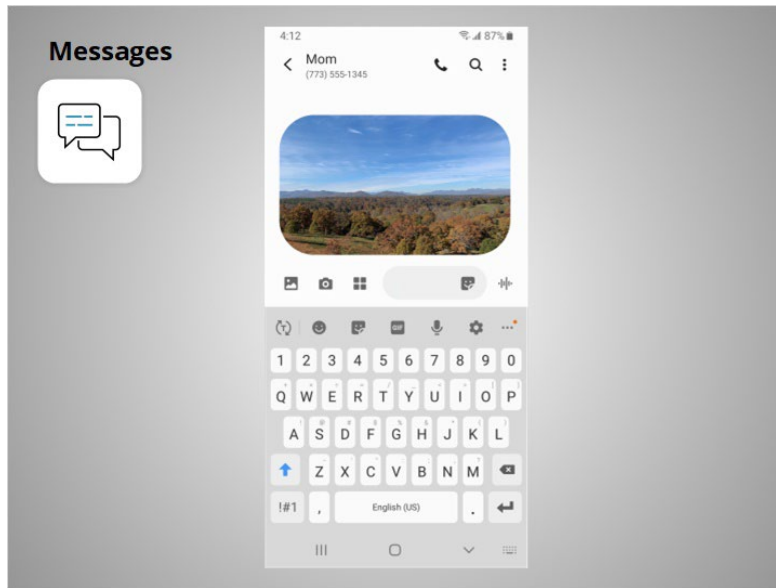 Messages
4:12 87%
Mom
(773) 555-1345
GIF
1 2 3 4 5 6 7 8 9 0
Q W E R T Y U I O P
A S D F G H J K L
Z X C V B N M
!#1 , English (US) .